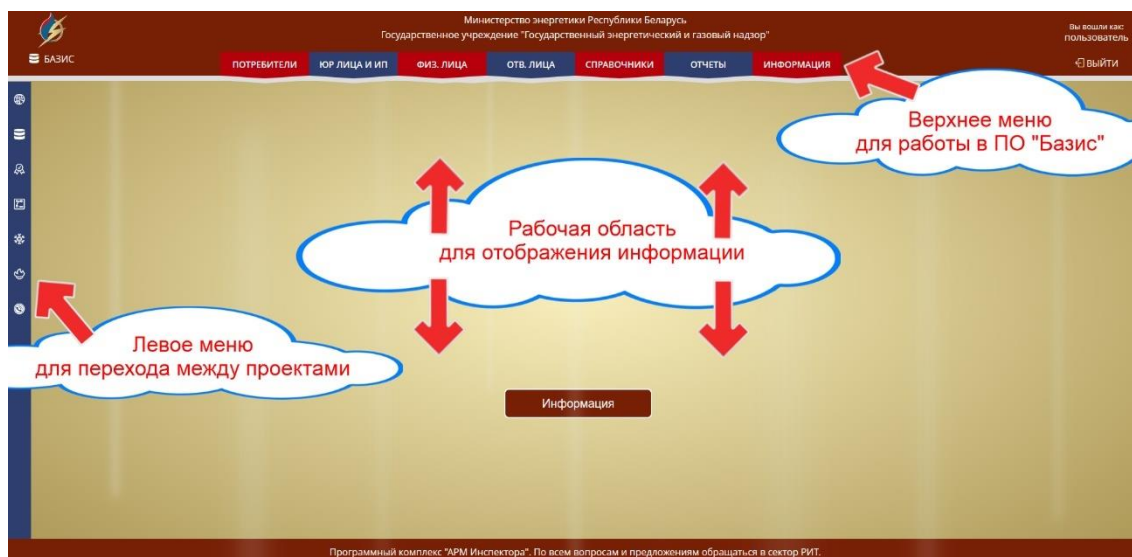 Министерство энергетики Республики Беларусь
Государственное учреждение "Государственный энергетический и газовый надзор"
Вы вошли как:
пользователь
БАЗИС
ПОТРЕБИТЕЛИ ЮР ЛИЦА И ИП ФИЗ. ЛИЦА ОТВ. ЛИЦА СПРАВОЧНИКИ ОТЧЕТЫ ИНФОРМАЦИЯ
ВЫЙТИ
Верхнее меню
для работы в ПО "Базис"
Рабочая область
для отображения информации
Левое меню
для перехода между проектами
Информация
Программный комплекс "АРМ Инспектора". По всем вопросам и предложениям обращаться в сектор РИТ.